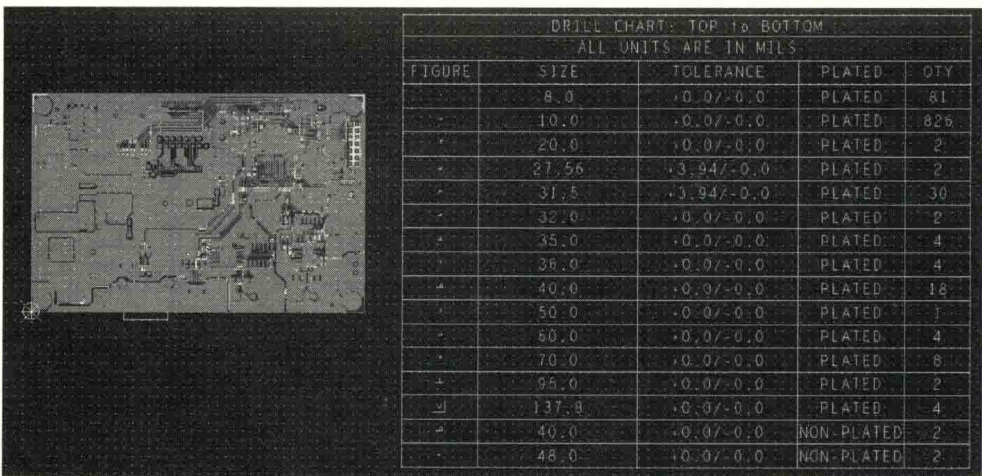 DRILL CHART: TOP to BOTTOM
ALL UNITS ARE IN MILS
FIGURE SIZE TOLERANCE PLATED QTY
8.0 +0.0/-0.0 PLATED 81
10.0 +0.0/-0.0 PLATED 826
20.0 +0.0/-0.0 PLATED 2
27.56 +3.94/-0.0 PLATED 2
31.5 +3.94/-0.0 PLATED 30
32.0 +0.0/-0.0 PLATED 2
35.0 +0.0/-0.0 PLATED 4
36.0 +0.0/-0.0 PLATED 4
40.0 +0.0/-0.0 PLATED 18
50.0 +0.0/-0.0 PLATED 1
60.0 +0.0/-0.0 PLATED 4
70.0 +0.0/-0.0 PLATED 8
95.0 +0.0/-0.0 PLATED 2
137.8 +0.0/-0.0 PLATED 4
40.0 +0.0/-0.0 NON-PLATED 2
48.0 +0.0/-0.0 NON-PLATED 2